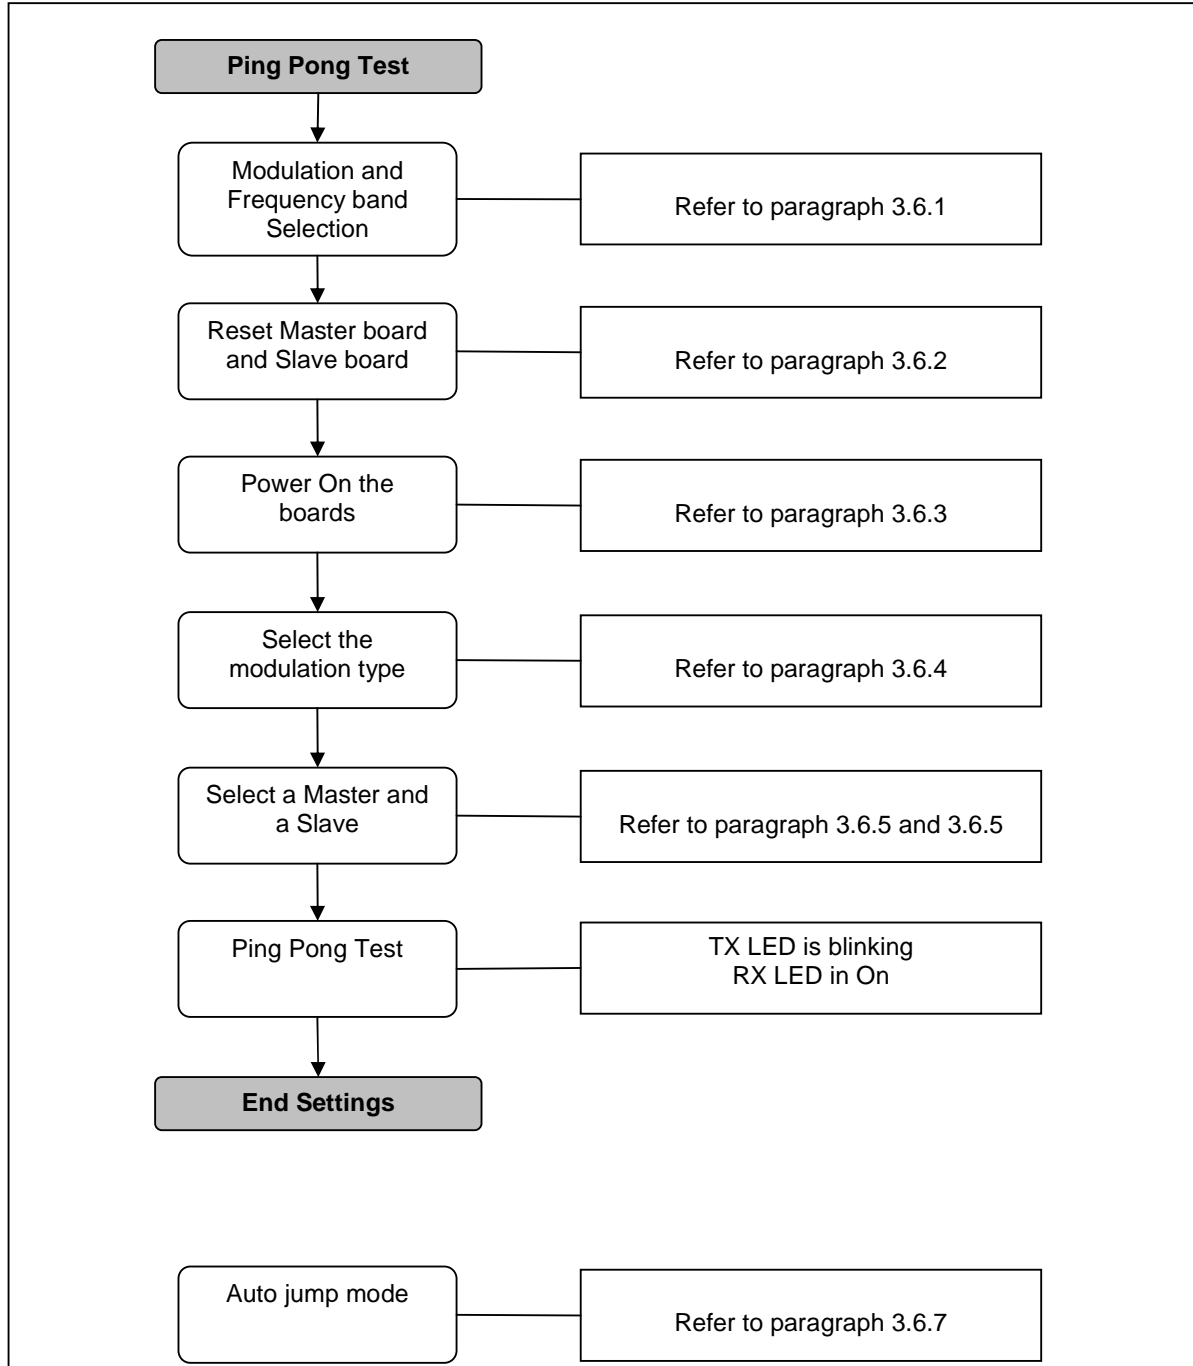 Ping Pong Test
Modulation and
Frequency band
Selection
Refer to paragraph 3.6.1
Reset Master board
and Slave board
Refer to paragraph 3.6.2
Power On the
boards
Refer to paragraph 3.6.3
Select the
modulation type
Refer to paragraph 3.6.4
Select a Master and
a Slave
Refer to paragraph 3.6.5 and 3.6.5
Ping Pong Test
TX LED is blinking
RX LED in On
End Settings
Auto jump mode
Refer to paragraph 3.6.7